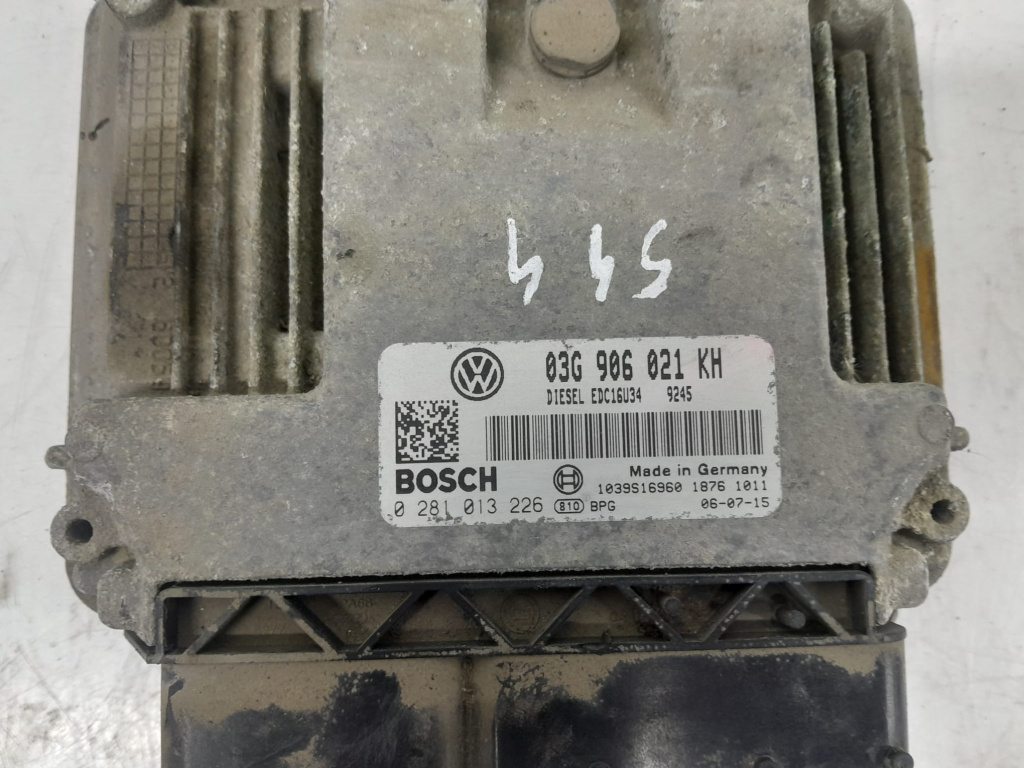 544
03G 906 021 KH
DIESEL EDC16U34 9245
BOSCH
Made in Germany
1039S16960 1876 1011
0 281 013 226 810 BPG 06-07-15